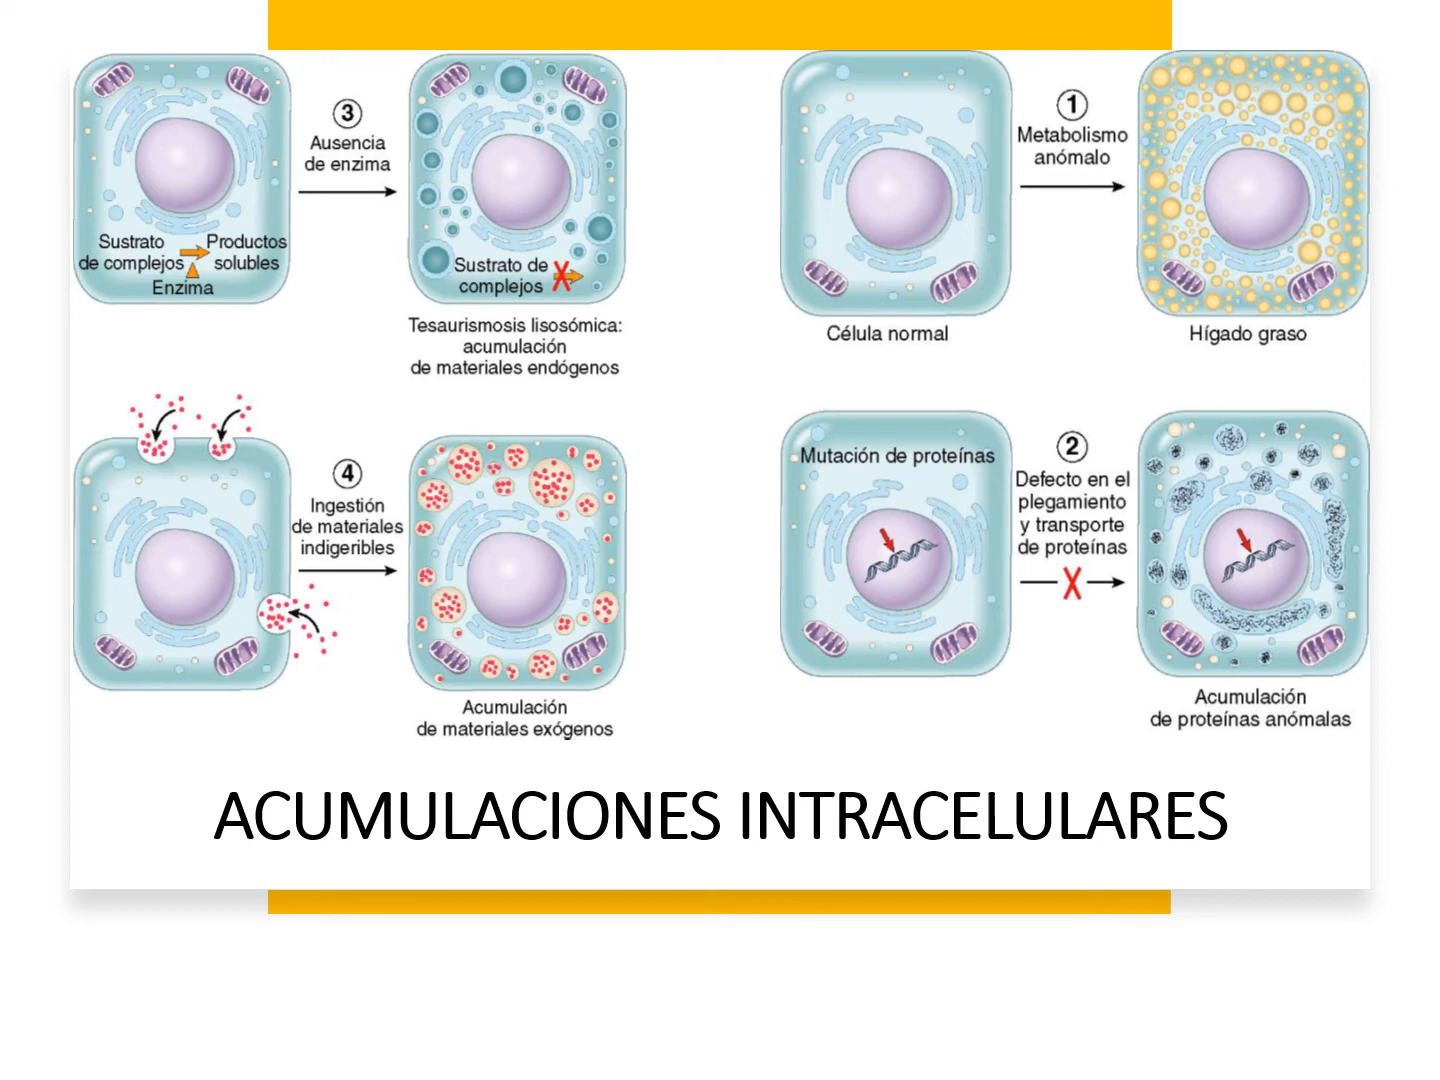 3
Ausencia
de enzima
Sustrato
de complejos
Productos
solubles
Enzima
Sustrato de
complejos
Tesaurismosis lisosómica:
acumulación
de materiales endógenos
1
Metabolismo
anómalo
Célula normal
Hígado graso
4
Ingestión
de materiales
indigeribles
Acumulación
de materiales exógenos
Mutación de proteínas
2
Defecto en el
plegamiento
y transporte
de proteínas
Acumulación
de proteínas anómalas
ACUMULACIONES INTRACELULARES